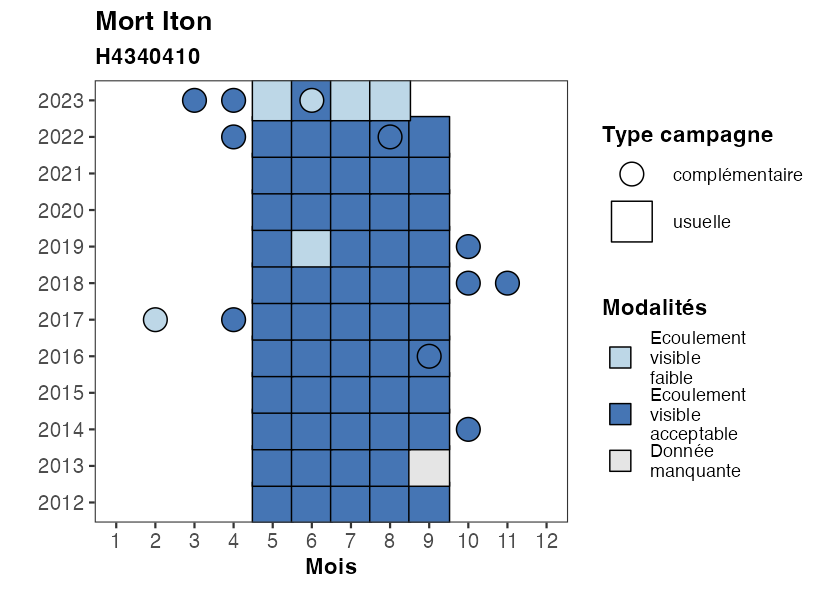 Mort Iton
H4340410
2023
2022
2021
2020
2019
2018
2017
2016
2015
2014
2013
2012
1 2 3 4 5 6 7 8 9 10 11 12
Mois
Type campagne
complémentaire
usuelle
Modalités
Ecoulement
visible
faible
Ecoulement
visible
acceptable
Donnée
manquante